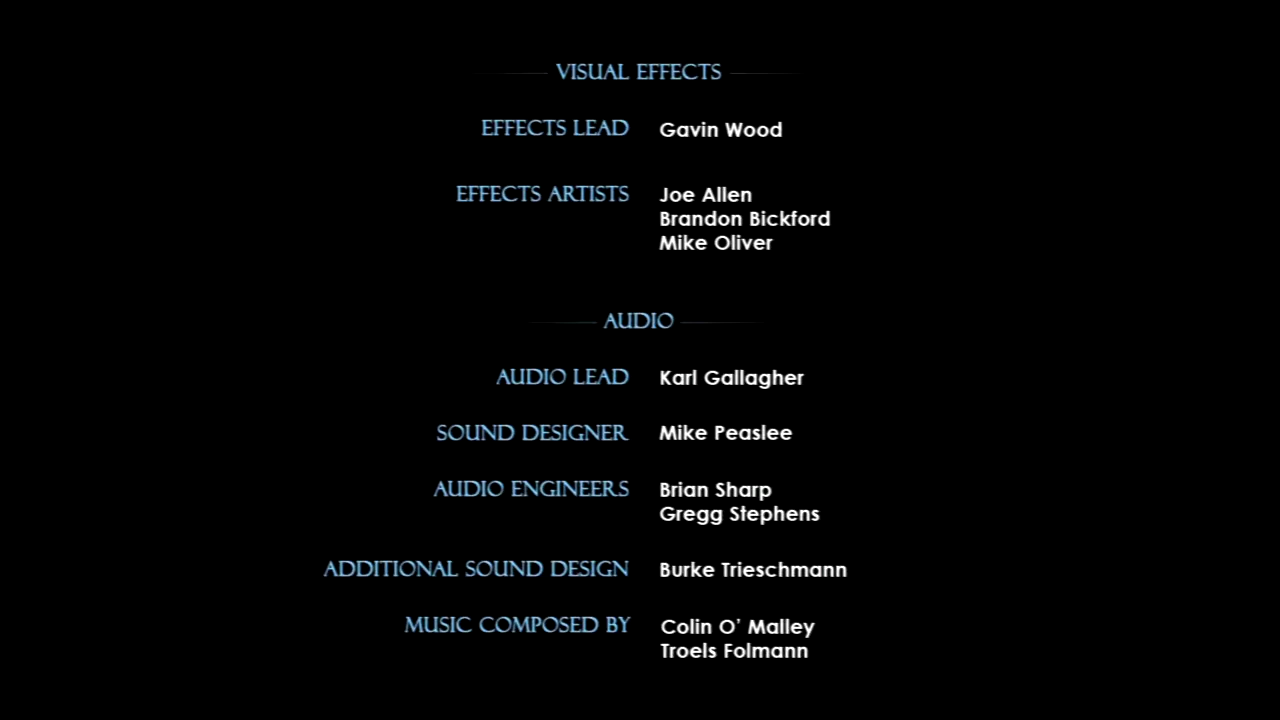 VISUAL EFFECTS
EFFECTS LEAD Gavin Wood
EFFECTS ARTISTS Joe Allen
Brandon Bickford
Mike Oliver
AUDIO
AUDIO LEAD Karl Gallagher
SOUND DESIGNER Mike Peaslee
AUDIO ENGINEERS Brian Sharp
Gregg Stephens
ADDITIONAL SOUND DESIGN Burke Trieschmann
MUSIC COMPOSED BY Colin O’ Malley
Troels Folmann